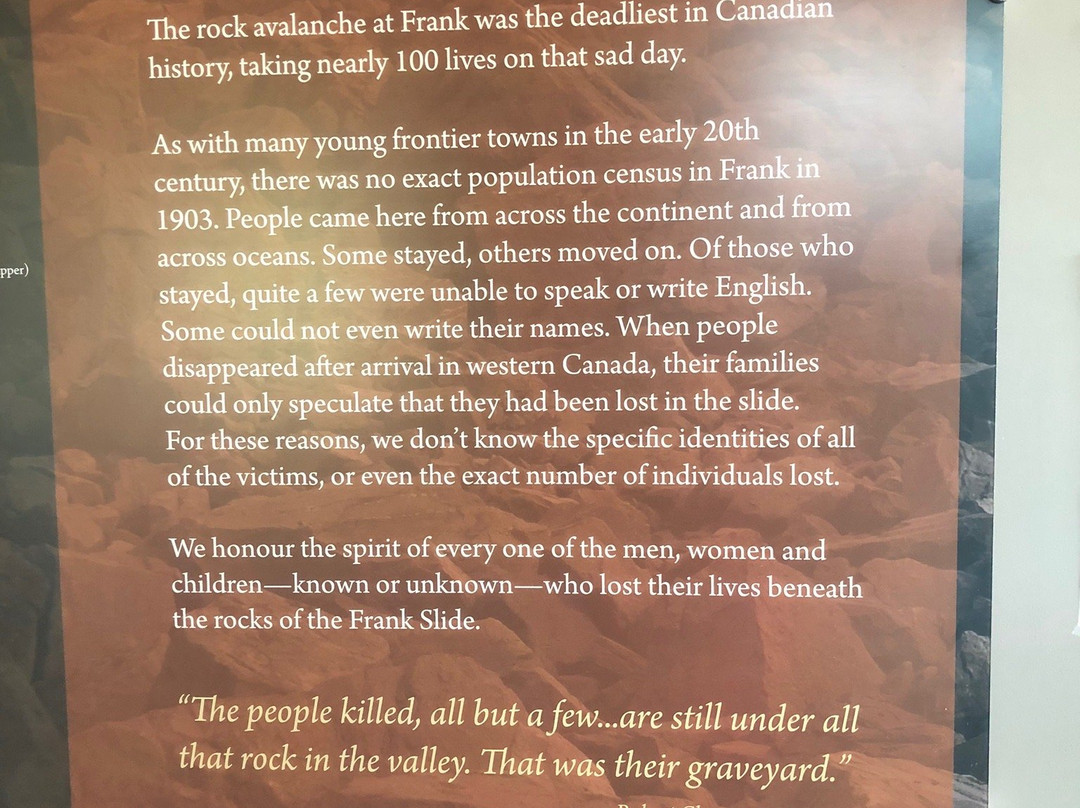 The rock avalanche at Frank was the deadliest in Canadian
history, taking nearly 100 lives on that sad day.
As with many young frontier towns in the early 20th
century, there was no exact population census in Frank in
1903. People came here from across the continent and from
across oceans. Some stayed, others moved on. Of those who
stayed, quite a few were unable to speak or write English.
Some could not even write their names. When people
disappeared after arrival in western Canada, their families
could only speculate that they had been lost in the slide.
For these reasons, we don't know the specific identities of all
of the victims, or even the exact number of individuals lost.
We honour the spirit of every one of the men, women and
children—known or unknown—who lost their lives beneath
the rocks of the Frank Slide.
“The people killed, all but a few...are still under all
that rock in the valley. That was their graveyard.”
pper)